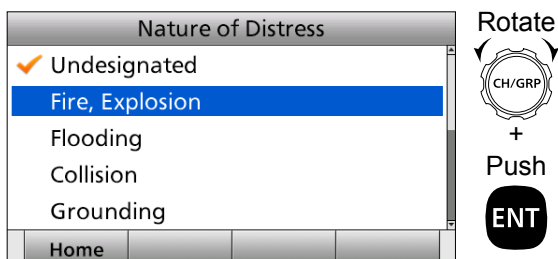 Nature of Distress
Undesignated
Fire, Explosion
Flooding
Collision
Grounding
Home
Rotate
CH/GRP
+
Push
ENT